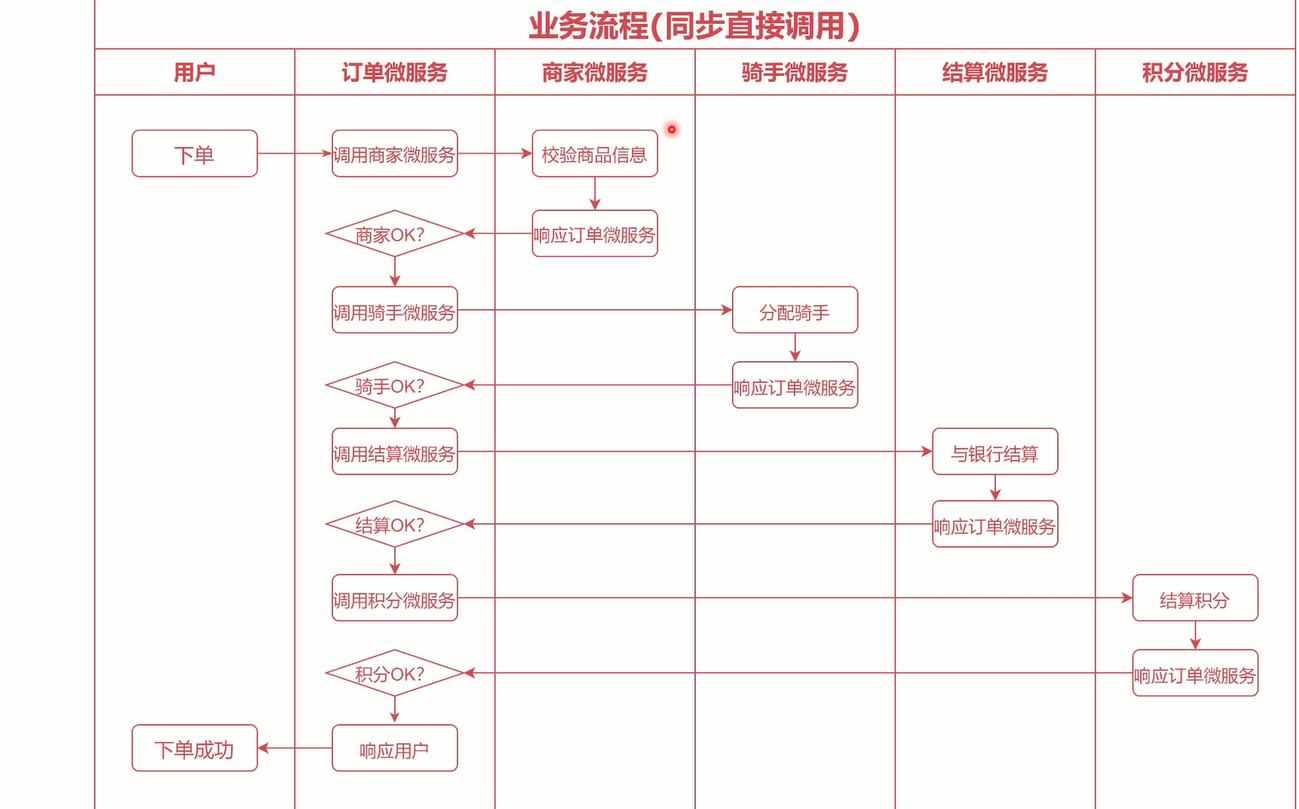 业务流程(同步直接调用)
用户
订单微服务
商家微服务
骑手微服务
结算微服务
积分微服务
下单
调用商家微服务
校验商品信息
商家OK?
响应订单微服务
调用骑手微服务
分配骑手
骑手OK?
响应订单微服务
调用结算微服务
与银行结算
结算OK?
响应订单微服务
调用积分微服务
结算积分
积分OK?
响应订单微服务
下单成功
响应用户